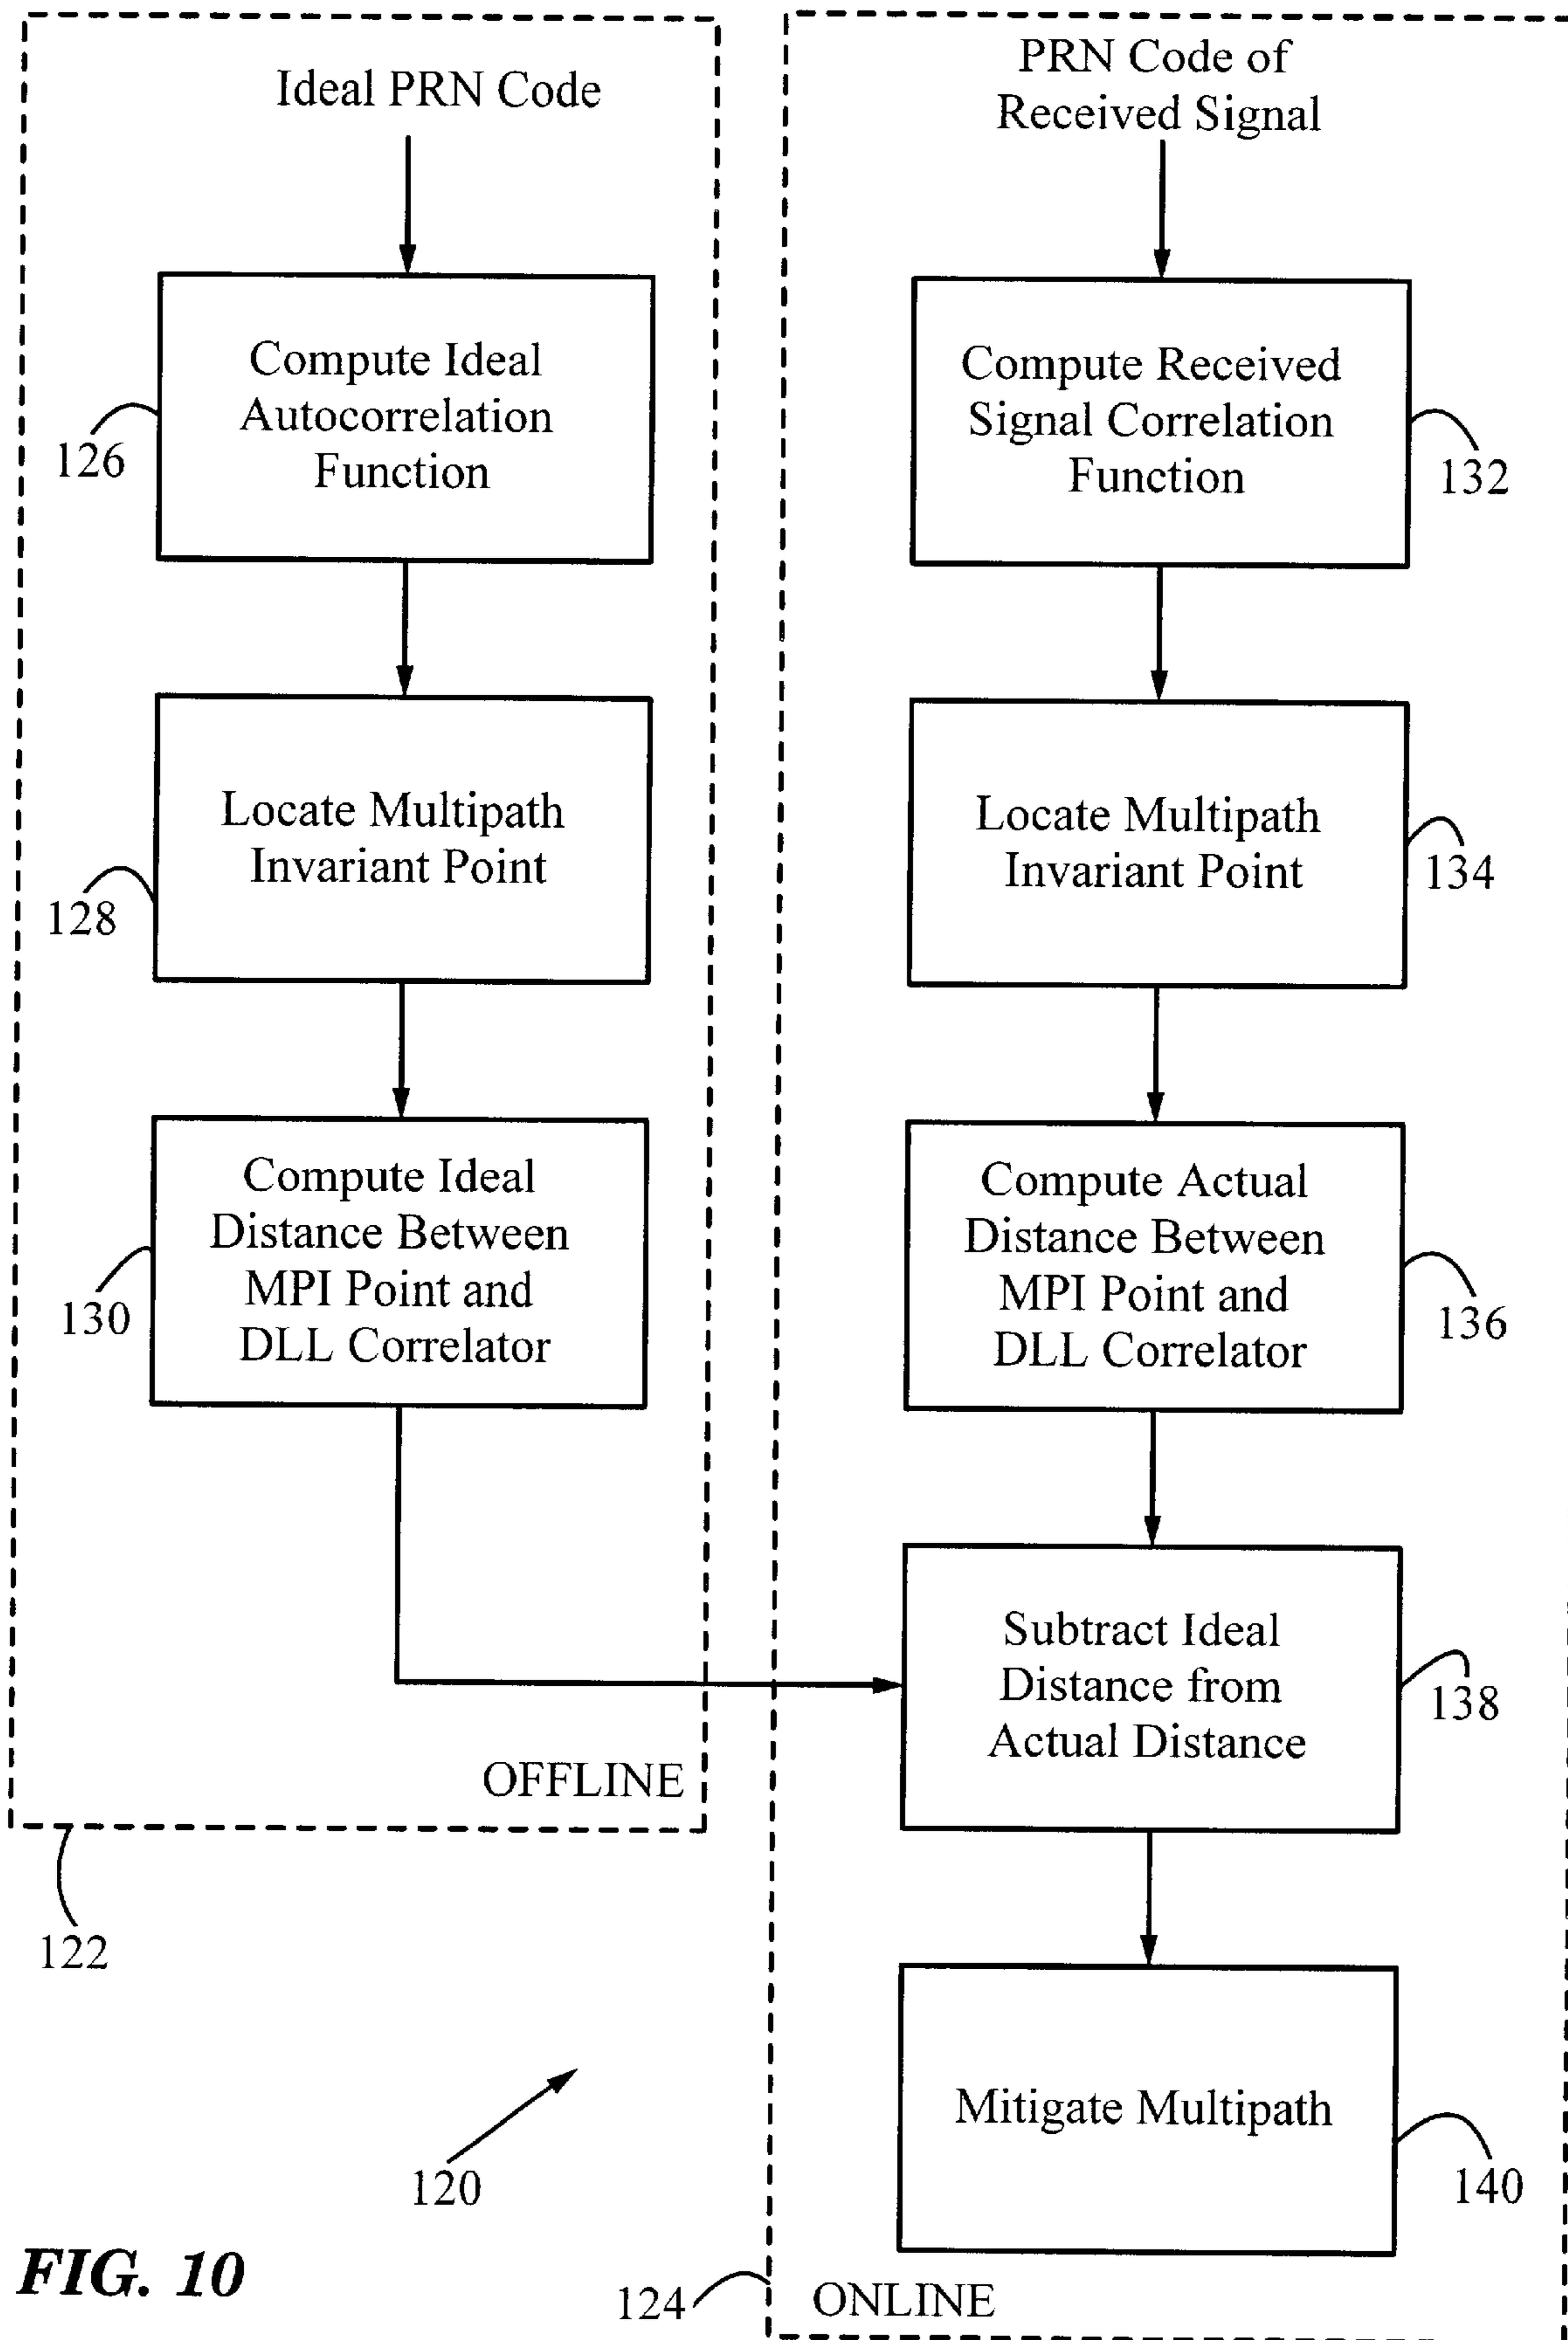 Ideal PRN Code
Compute Ideal
Autocorrelation
Function
126
Locate Multipath
Invariant Point
128
Compute Ideal
Distance Between
MPI Point and
DLL Correlator
130
OFFLINE
122
PRN Code of
Received Signal
Compute Received
Signal Correlation
Function
132
Locate Multipath
Invariant Point
134
Compute Actual
Distance Between
MPI Point and
DLL Correlator
136
Subtract Ideal
Distance from
Actual Distance
138
Mitigate Multipath
140
ONLINE
124
120
FIG. 10